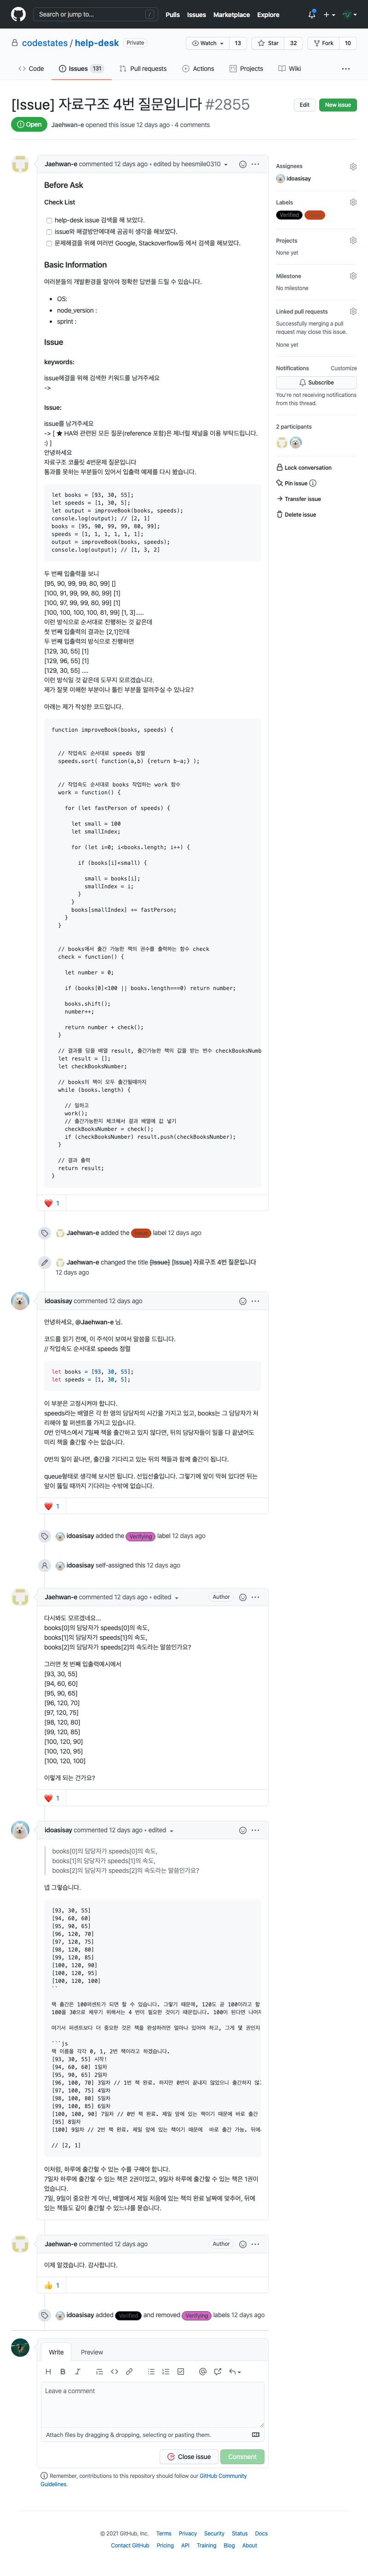 Search or jump to...
/
Pulls Issues Marketplace Explore
codestates / help-desk Private
Watch 13
Star 32
Fork 10
Code
Issues 131
Pull requests
Actions
Projects
Wiki
[Issue] 자료구조 4번 질문입니다 #2855
Edit
New issue
Open
Jaehwan-e opened this issue 12 days ago · 4 comments
Jaehwan-e commented 12 days ago • edited by heesmile0310
Before Ask
Check List
help-desk issue 검색을 해 보았다.
issue와 해결방안에대해 곰곰히 생각을 해보았다.
문제해결을 위해 여러번 Google, Stackoverflow등 에서 검색을 해보았다.
Basic Information
여러분들의 개발환경을 알아야 정확한 답변을 드릴 수 있습니다.
OS:
node_version :
sprint :
Issue
keywords:
issue해결을 위해 검색한 키워드를 남겨주세요
->
Issue:
issue를 남겨주세요
-> [ ★ HA와 관련된 모든 질문(reference 포함)은 제너럴 채널을 이용 부탁드립니다.
:) ]
안녕하세요
자료구조 코플릿 4번문제 질문입니다
통과를 못하는 부분들이 있어서 입출력 예제를 다시 봤습니다.
let books = [93, 30, 55];
let speeds = [1, 30, 5];
let output = improveBook(books, speeds);
console.log(output); // [2, 1]
books = [95, 90, 99, 99, 80, 99];
speeds = [1, 1, 1, 1, 1, 1];
output = improveBook(books, speeds);
console.log(output); // [1, 3, 2]
두 번째 입출력을 보니
[95, 90, 99, 99, 80, 99] []
[100, 91, 99, 99, 80, 99] [1]
[100, 97, 99, 99, 80, 99] [1]
[100, 100, 100, 100, 81, 99] [1, 3].....
이런 방식으로 순서대로 진행하는 것 같은데
첫 번째 입출력의 결과는 [2,1]인데
두 번째 입출력의 방식으로 진행하면
[129, 30, 55] [1]
[129, 96, 55] [1]
[129, 30, 55] ....
이런 방식일 것 같은데 도무지 모르겠습니다.
제가 잘못 이해한 부분이나 틀린 부분을 알려주실 수 있나요?
아래는 제가 작성한 코드입니다.
function improveBook(books, speeds) {
// 작업속도 순서대로 speeds 정렬
speeds.sort( function(a,b) {return b-a;} );
// 작업속도 순서대로 books 작업하는 work 함수
work = function() {
for (let fastPerson of speeds) {
let small = 100
let smallIndex;
for (let i=0; i<books.length; i++) {
if (books[i]<small) {
small = books[i];
smallIndex = i;
}
}
books[smallIndex] += fastPerson;
}
}
// books에서 출간 가능한 책의 권수를 출력하는 함수 check
check = function() {
let number = 0;
if (books[0]<100 || books.length===0) return number;
books.shift();
number++;
return number + check();
}
// 결과를 담을 배열 result, 출간가능한 책의 값을 받는 변수 checkBooksNumb
let result = [];
let checkBooksNumber;
// books의 책이 모두 출간될때까지
while (books.length) {
// 일하고
work();
// 출간가능한지 체크해서 결과 배열에 값 넣기
checkBooksNumber = check();
if (checkBooksNumber) result.push(checkBooksNumber);
}
// 결과 출력
return result;
}
1
Jaehwan-e added the label 12 days ago
Jaehwan-e changed the title [Issue] [Issue] 자료구조 4번 질문입니다
12 days ago
idoasisay commented 12 days ago
안녕하세요, @Jaehwan-e 님.
코드를 읽기 전에, 이 주석이 보여서 말씀을 드립니다.
// 작업속도 순서대로 speeds 정렬
let books = [93, 30, 55];
let speeds = [1, 30, 5];
이 부분은 고정시켜야 합니다.
speeds라는 배열은 각 한 명의 담당자의 시간을 가지고 있고, books는 그 담당자가 처
리해야 할 퍼센트를 가지고 있습니다.
0번 인덱스에서 7일째 책을 출간하고 있지 않다면, 뒤의 담당자들이 일을 다 끝냈어도
미리 책을 출간할 수는 없습니다.
0번의 일이 끝나면, 출간을 기다리고 있는 뒤의 책들과 함께 출간이 됩니다.
queue형태로 생각해 보시면 됩니다. 선입선출입니다. 그렇기에 앞이 막혀 있다면 뒤는
앞이 뚫릴 때까지 기다리는 수밖에 없습니다.
1
idoasisay added the Verifying label 12 days ago
idoasisay self-assigned this 12 days ago
Jaehwan-e commented 12 days ago • edited
Author
다시봐도 모르겠네요...
books[0]의 담당자가 speeds[0]의 속도,
books[1]의 담당자가 speeds[1]의 속도,
books[2]의 담당자가 speeds[2]의 속도라는 말씀인가요?
그러면 첫 번째 입출력예시에서
[93, 30, 55]
[94, 60, 60]
[95, 90, 65]
[96, 120, 70]
[97, 120, 75]
[98, 120, 80]
[99, 120, 85]
[100, 120, 90]
[100, 120, 95]
[100, 120, 100]
이렇게 되는 건가요?
1
idoasisay commented 12 days ago • edited
books[0]의 담당자가 speeds[0]의 속도,
books[1]의 담당자가 speeds[1]의 속도,
books[2]의 담당자가 speeds[2]의 속도라는 말씀인가요?
넵 그렇습니다.
[93, 30, 55]
[94, 60, 60]
[95, 90, 65]
[96, 120, 70]
[97, 120, 75]
[98, 120, 80]
[99, 120, 85]
[100, 120, 90]
[100, 120, 95]
[100, 120, 100]
``
책 출간은 100퍼센트가 되면 할 수 있습니다. 그렇기 때문에, 120도 곧 100이라고 할
100을 30으로 채우기 위해서는 4 번이 필요한 것이기 때문입니다. 100이 된다면 나머지
여기서 퍼센트보다 더 중요한 것은 책을 완성하려면 얼마나 있어야 하고, 그게 몇 권인지
```js
책 이름을 각각 0, 1, 2번 책이라고 하겠습니다.
[93, 30, 55] 시작!
[94, 60, 60] 1일차
[95, 90, 65] 2일차
[96, 100, 70] 3일차 // 1번 책 완료. 하지만 0번이 끝내지 않았으니 출간하지 않
[97, 100, 75] 4일차
[98, 100, 80] 5일차
[99, 100, 85] 6일차
[100, 100, 90] 7일차 // 0번 책 완료. 제일 앞에 있는 책이기 때문에 바로 출간
[95] 8일차
[100] 9일차 // 2번 책 완료. 제일 앞에 있는 책이기 때문에 바로 출간 가능. 뒤에
// [2, 1]
이처럼, 하루에 출간할 수 있는 수를 구해야 합니다.
7일차 하루에 출간할 수 있는 책은 2권이었고, 9일차 하루에 출간할 수 있는 책은 1권이
었습니다.
7일, 9일이 중요한 게 아닌, 배열에서 제일 처음에 있는 책의 완료 날짜에 맞추어, 뒤에
있는 책들도 같이 출간할 수 있느냐를 묻습니다.
Jaehwan-e commented 12 days ago
Author
이제 알겠습니다. 감사합니다.
1
idoasisay added Verified and removed Verifying labels 12 days ago
Write
Preview
Leave a comment
Attach files by dragging & dropping, selecting or pasting them.
Close issue
Comment
Remember, contributions to this repository should follow our GitHub Community
Guidelines.
Assignees
idoasisay
Labels
Verified
Projects
None yet
Milestone
No milestone
Linked pull requests
Successfully merging a pull
request may close this issue.
None yet
Notifications
Customize
Subscribe
You're not receiving notifications
from this thread.
2 participants
Lock conversation
Pin issue
Transfer issue
Delete issue
© 2021 GitHub, Inc. Terms Privacy Security Status Docs
Contact GitHub Pricing API Training Blog About